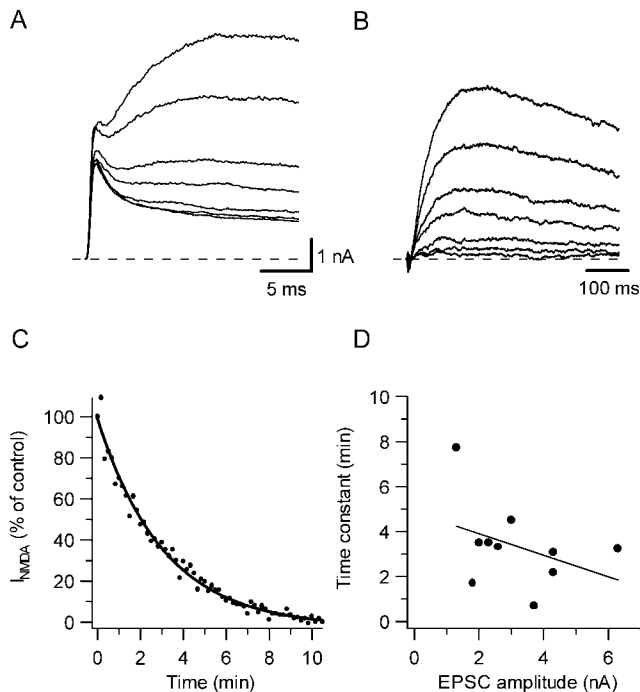 A
B
1 nA
5 ms
100 ms
C
D
I_NMDA (% of control)
100
80
60
40
20
0
0 2 4 6 8 10
Time (min)
Time constant (min)
10
8
6
4
2
0
2 4 6
EPSC amplitude (nA)